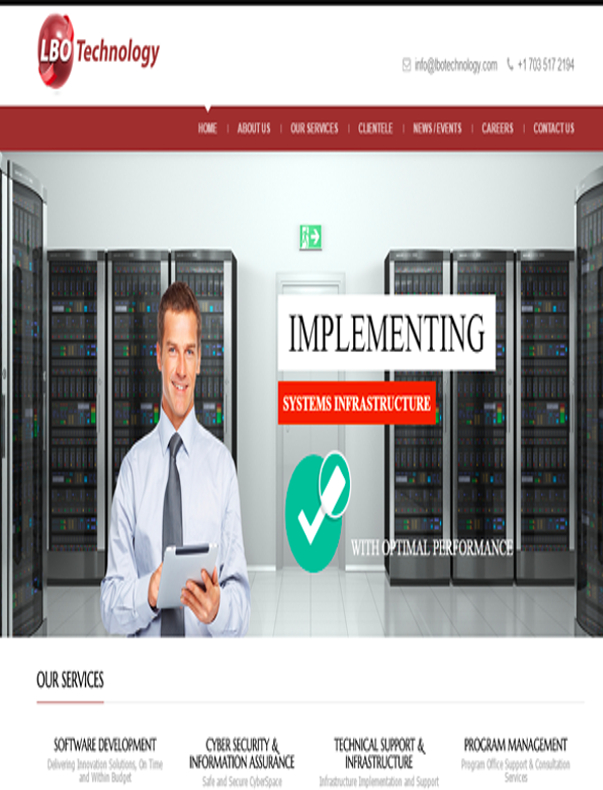 LBO Technology
info@lbotechnology.com +1 703 517 2194
HOME | ABOUT US | OUR SERVICES | CLIENTELE | NEWS / EVENTS | CAREERS | CONTACT US
IMPLEMENTING
SYSTEMS INFRASTRUCTURE
WITH OPTIMAL PERFORMANCE
OUR SERVICES
SOFTWARE DEVELOPMENT
Delivering Innovation Solutions, On Time
and Within Budget
CYBER SECURITY &
INFORMATION ASSURANCE
Safe and Secure CyberSpace
TECHNICAL SUPPORT &
INFRASTRUCTURE
Infrastructure Implementation and Support
PROGRAM MANAGEMENT
Program Office Support & Consultation
Services